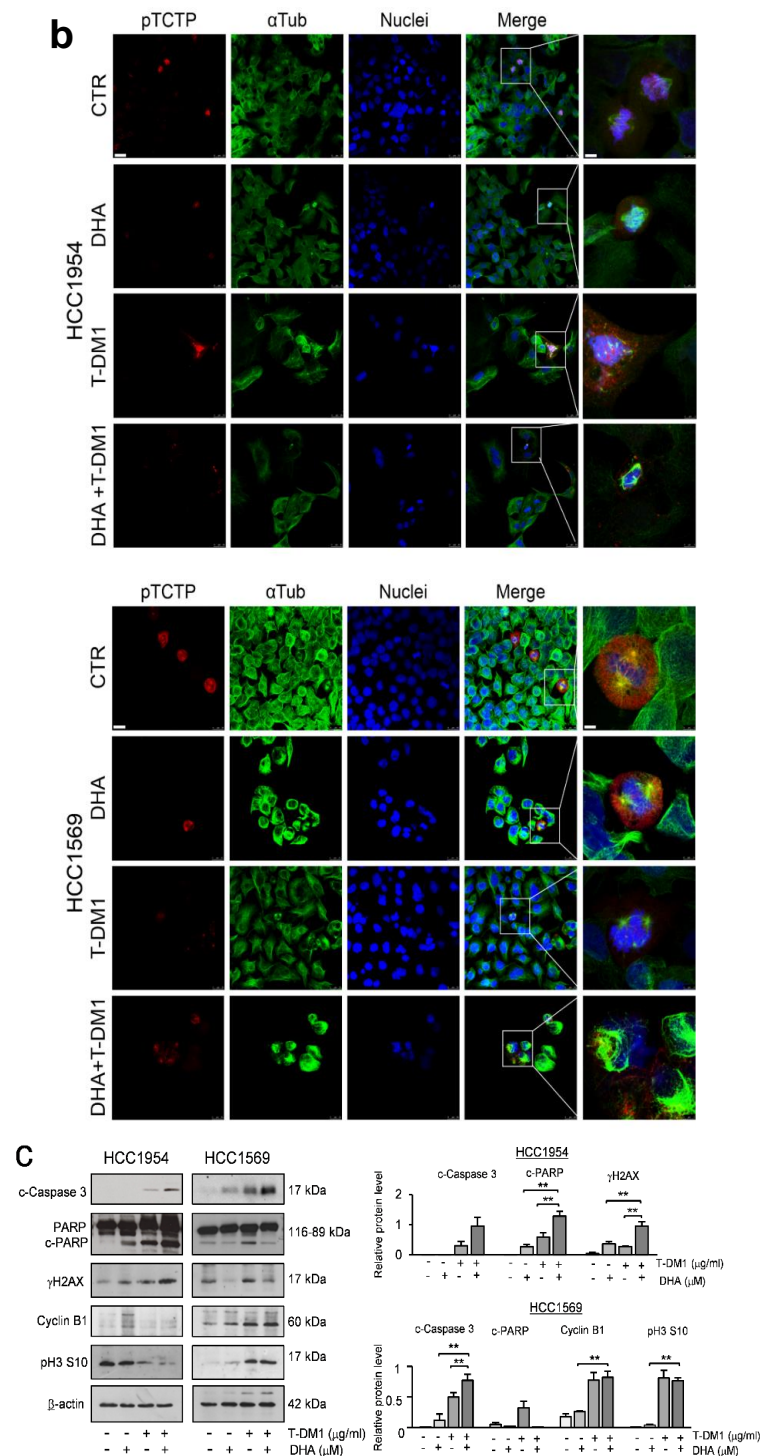 b
pTCTP αTub Nuclei Merge
HCC1954
CTR
DHA
T-DM1
DHA +T-DM1
pTCTP αTub Nuclei Merge
HCC1569
CTR
DHA
T-DM1
DHA+T-DM1
c
HCC1954 HCC1569
c-Caspase 3 17 kDa
PARP
c-PARP 116-89 kDa
γH2AX 17 kDa
Cyclin B1 60 kDa
pH3 S10 17 kDa
β-actin 42 kDa
- - + + - - + + T-DM1 (μg/ml)
- + - + - + - + DHA (μM)
HCC1954
c-Caspase 3 c-PARP γH2AX
Relative protein level
2
1
0
** ** ** **
- - + + - - + + - - + + T-DM1 (μg/ml)
- + - + - + - + - + - + DHA (μM)
HCC1569
c-Caspase 3 c-PARP Cyclin B1 pH3 S10
Relative protein level
1
0.5
0
** ** ** **
- - + + - - + + - - + + - - + + T-DM1 (μg/ml)
- + - + - + - + - + - + - + - + DHA (μM)